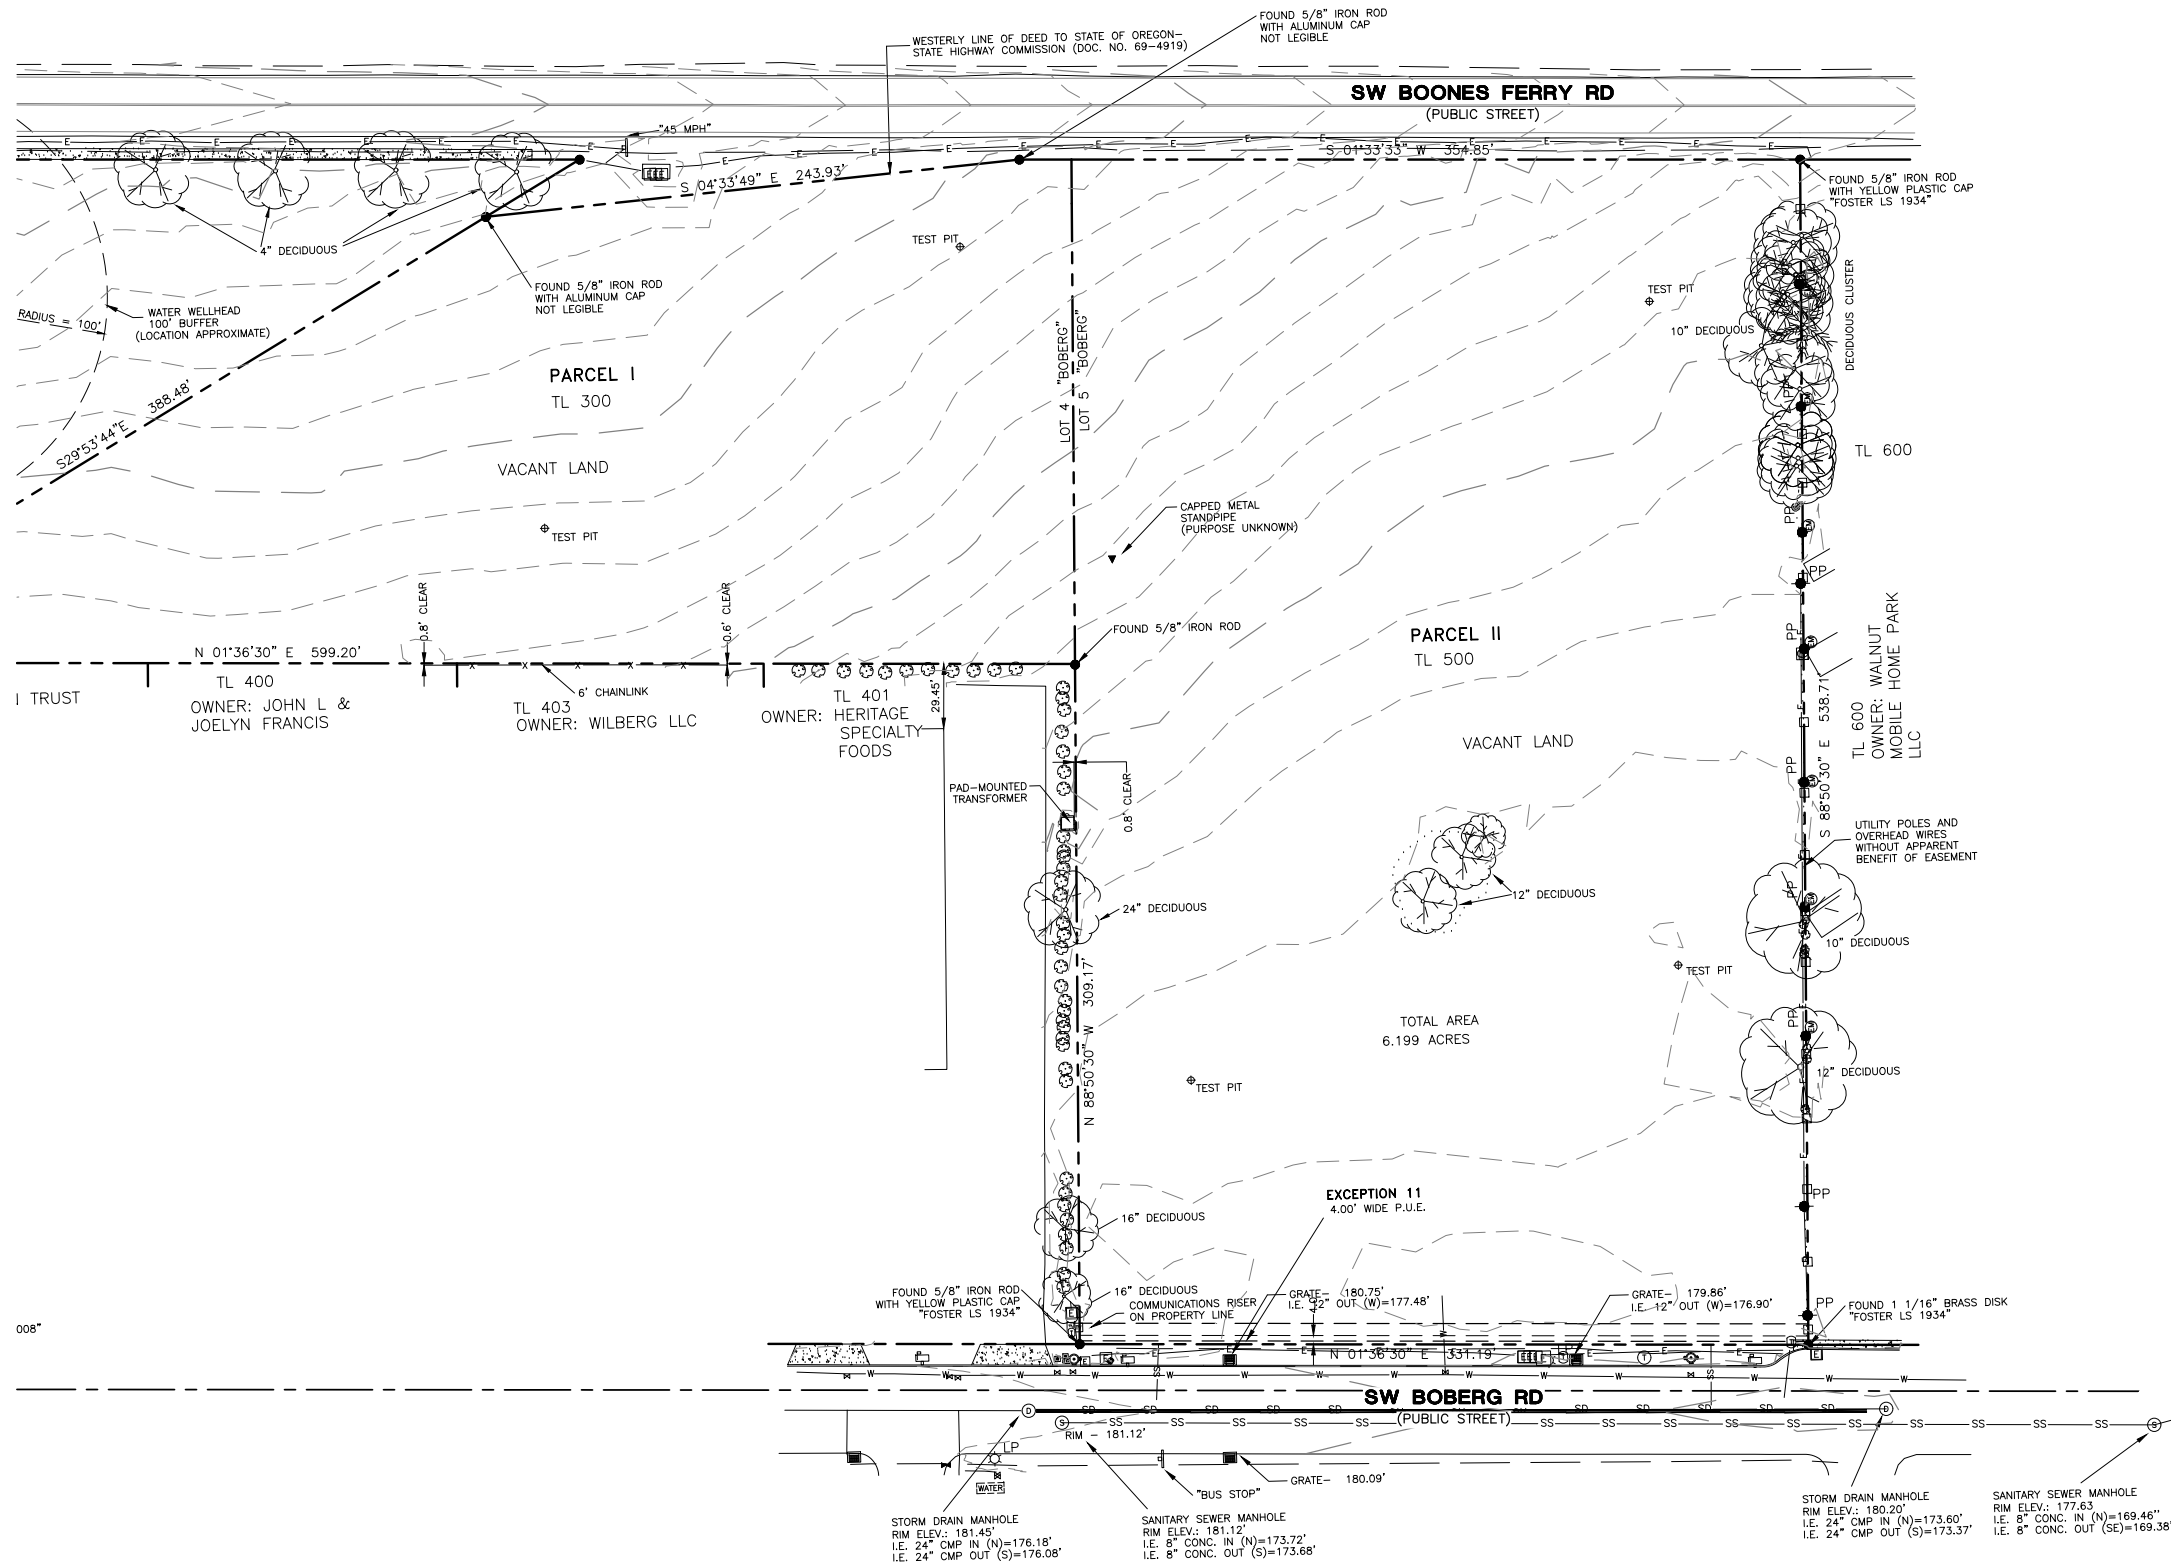 FOUND 5/8" IRON ROD
WITH ALUMINUM CAP
NOT LEGIBLE
WESTERLY LINE OF DEED TO STATE OF OREGON-
STATE HIGHWAY COMMISSION (DOC. NO. 69-4919)
SW BOONES FERRY RD
(PUBLIC STREET)
"45 MPH"
S 04°33'49" E 243.93'
S 01°33'33" W 354.85'
FOUND 5/8" IRON ROD
WITH YELLOW PLASTIC CAP
"FOSTER LS 1934"
4" DECIDUOUS
TEST PIT
FOUND 5/8" IRON ROD
WITH ALUMINUM CAP
NOT LEGIBLE
WATER WELLHEAD
100' BUFFER
(LOCATION APPROXIMATE)
RADIUS = 100'
TEST PIT
10" DECIDUOUS
DECIDUOUS CLUSTER
LOT 4 "BOBERG"
LOT 5 "BOBERG"
PARCEL I
TL 300
S29°53'44"E 388.48'
VACANT LAND
TL 600
TEST PIT
CAPPED METAL
STANDPIPE
(PURPOSE UNKNOWN)
0.8' CLEAR
0.6' CLEAR
FOUND 5/8" IRON ROD
PARCEL II
TL 500
N 01°36'30" E 599.20'
I TRUST
TL 400
OWNER: JOHN L &
JOELYN FRANCIS
6' CHAINLINK
TL 403
OWNER: WILBERG LLC
TL 401
OWNER: HERITAGE
SPECIALTY
FOODS
29.45'
VACANT LAND
S 88°50'30" E 538.71'
TL 600
OWNER: WALNUT
MOBILE HOME PARK
LLC
PAD-MOUNTED
TRANSFORMER
0.8' CLEAR
UTILITY POLES AND
OVERHEAD WIRES
WITHOUT APPARENT
BENEFIT OF EASEMENT
24" DECIDUOUS
12" DECIDUOUS
10" DECIDUOUS
TEST PIT
N 88°50'30" W 309.17'
TOTAL AREA
6.199 ACRES
12" DECIDUOUS
TEST PIT
PP
EXCEPTION 11
4.00' WIDE P.U.E.
16" DECIDUOUS
FOUND 5/8" IRON ROD
WITH YELLOW PLASTIC CAP
"FOSTER LS 1934"
16" DECIDUOUS
COMMUNICATIONS RISER
ON PROPERTY LINE
GRATE- 180.75'
I.E. 12" OUT (W)=177.48'
GRATE- 179.86'
I.E. 12" OUT (W)=176.90'
PP
FOUND 1 1/16" BRASS DISK
"FOSTER LS 1934"
008"
N 01°36'30" E 331.19'
SW BOBERG RD
(PUBLIC STREET)
RIM - 181.12'
LP
WATER
"BUS STOP"
GRATE- 180.09'
STORM DRAIN MANHOLE
RIM ELEV.: 181.45'
I.E. 24" CMP IN (N)=176.18'
I.E. 24" CMP OUT (S)=176.08'
SANITARY SEWER MANHOLE
RIM ELEV.: 181.12'
I.E. 8" CONC. IN (N)=173.72'
I.E. 8" CONC. OUT (S)=173.68'
STORM DRAIN MANHOLE
RIM ELEV.: 180.20'
I.E. 24" CMP IN (N)=173.60'
I.E. 24" CMP OUT (S)=173.37'
SANITARY SEWER MANHOLE
RIM ELEV.: 177.63
I.E. 8" CONC. IN (N)=169.46"
I.E. 8" CONC. OUT (SE)=169.38'